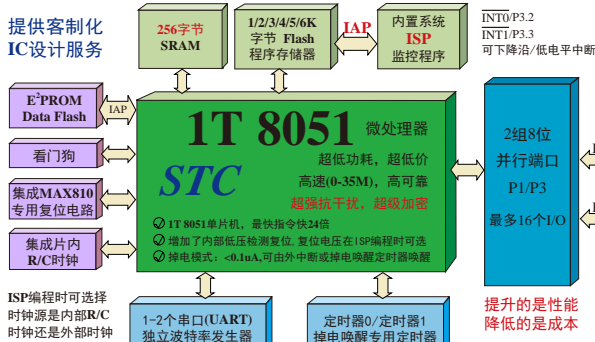 提供客制化
IC设计服务
256字节
SRAM
1/2/3/4/5/6K
字节 Flash
程序存储器
IAP
内置系统
ISP
监控程序
INT0/P3.2
INT1/P3.3
可下降沿/低电平中断
E²PROM
Data Flash
IAP
看门狗
集成MAX810
专用复位电路
集成片内
R/C时钟
1T 8051 微处理器
STC
超低功耗，超低价
高速(0-35M)，高可靠
超强抗干扰，超级加密
1T 8051单片机，最快指令快24倍
增加了内部低压检测复位, 复位电压在ISP编程时可选
掉电模式：<0.1uA,可由外中断或掉电唤醒定时器唤醒
2组8位
并行端口
P1/P3
最多16个I/O
ISP编程时可选择
时钟源是内部R/C
时钟还是外部时钟
1-2个串口(UART)
独立波特率发生器
定时器0/定时器1
掉电唤醒专用定时器
提升的是性能
降低的是成本